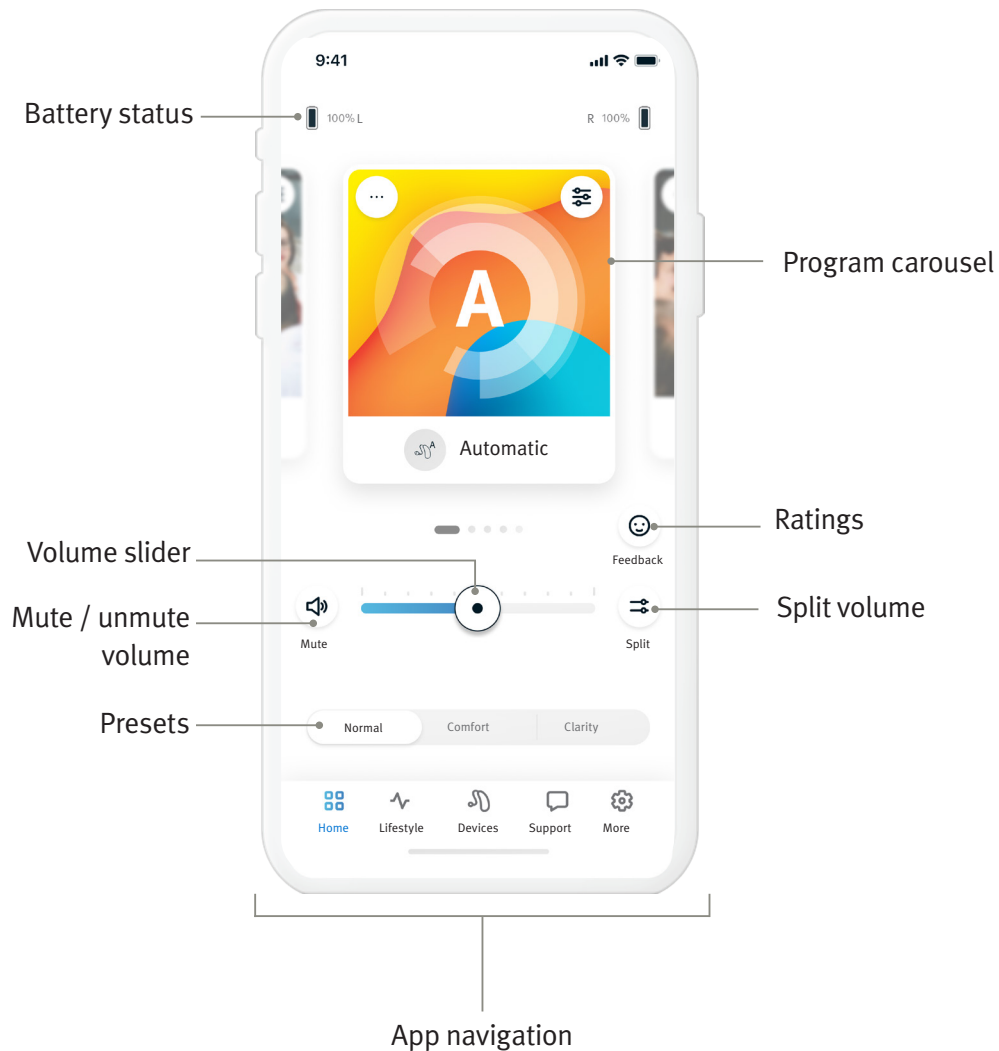 9:41
Battery status
100% L
R 100%
...
A
Program carousel
A
Automatic
Ratings
Feedback
Volume slider
Mute / unmute
volume
Mute
Split volume
Split
Presets
Normal
Comfort
Clarity
Home
Lifestyle
Devices
Support
More
App navigation